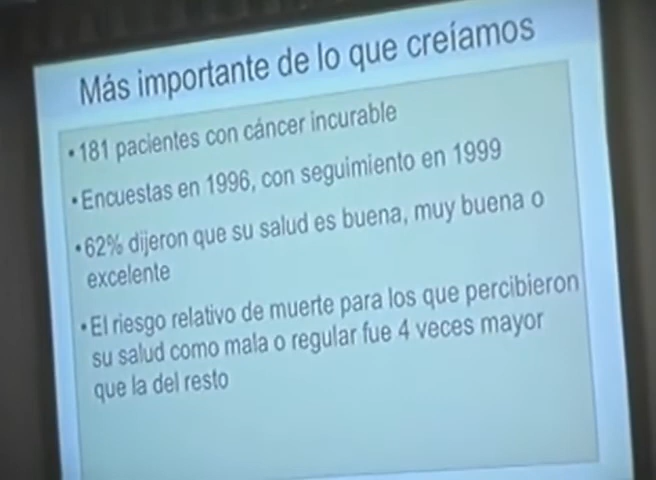 Más importante de lo que creíamos
•181 pacientes con cáncer incurable
•Encuestas en 1996, con seguimiento en 1999
•62% dijeron que su salud es buena, muy buena o
excelente
•El riesgo relativo de muerte para los que percibieron
su salud como mala o regular fue 4 veces mayor
que la del resto